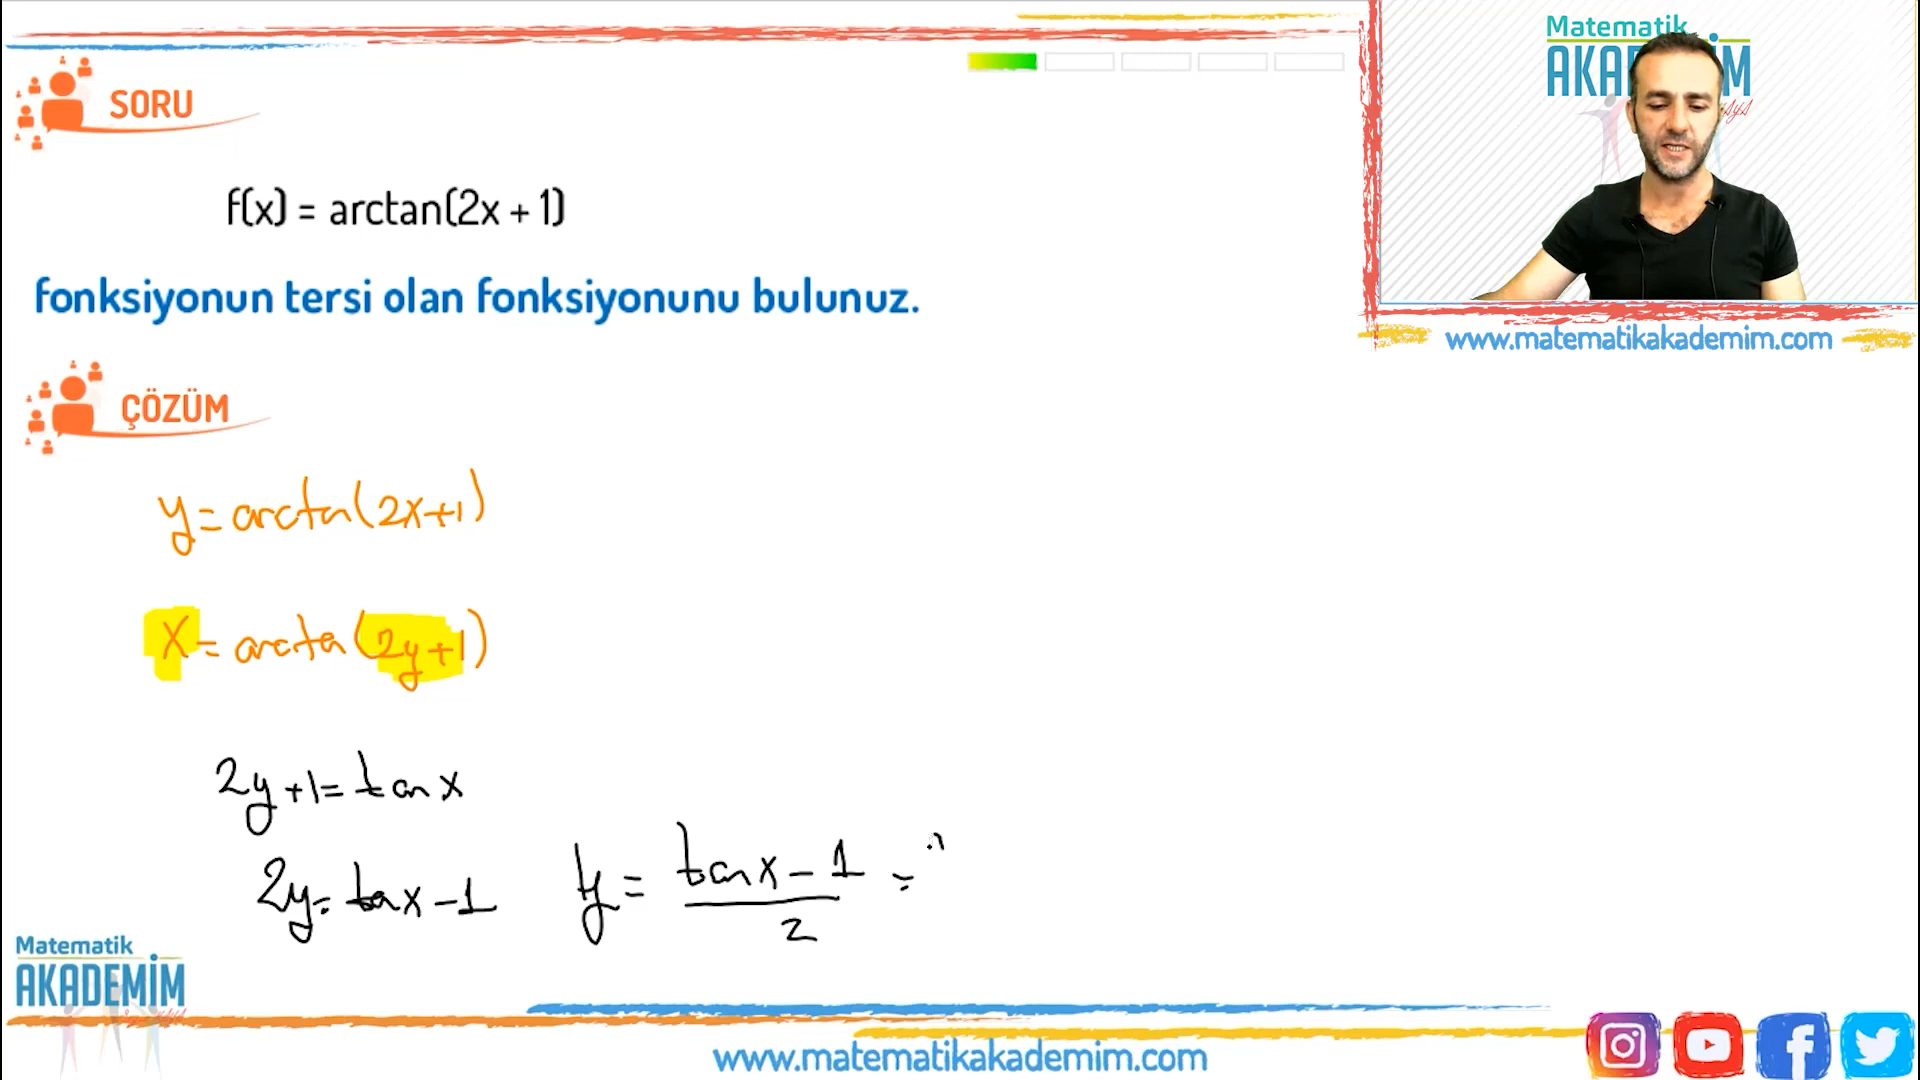 Matematik
AKADEMİM
SORU
f(x) = arctan(2x + 1)
fonksiyonun tersi olan fonksiyonunu bulunuz.
www.matematikakademim.com
ÇÖZÜM
y = arctan(2x+1)
x = arctan(2y+1)
2y+1 = tan x
2y = tan x - 1
y = \frac{tan x - 1}{2} =
Matematik
AKADEMİM
www.matematikakademim.com